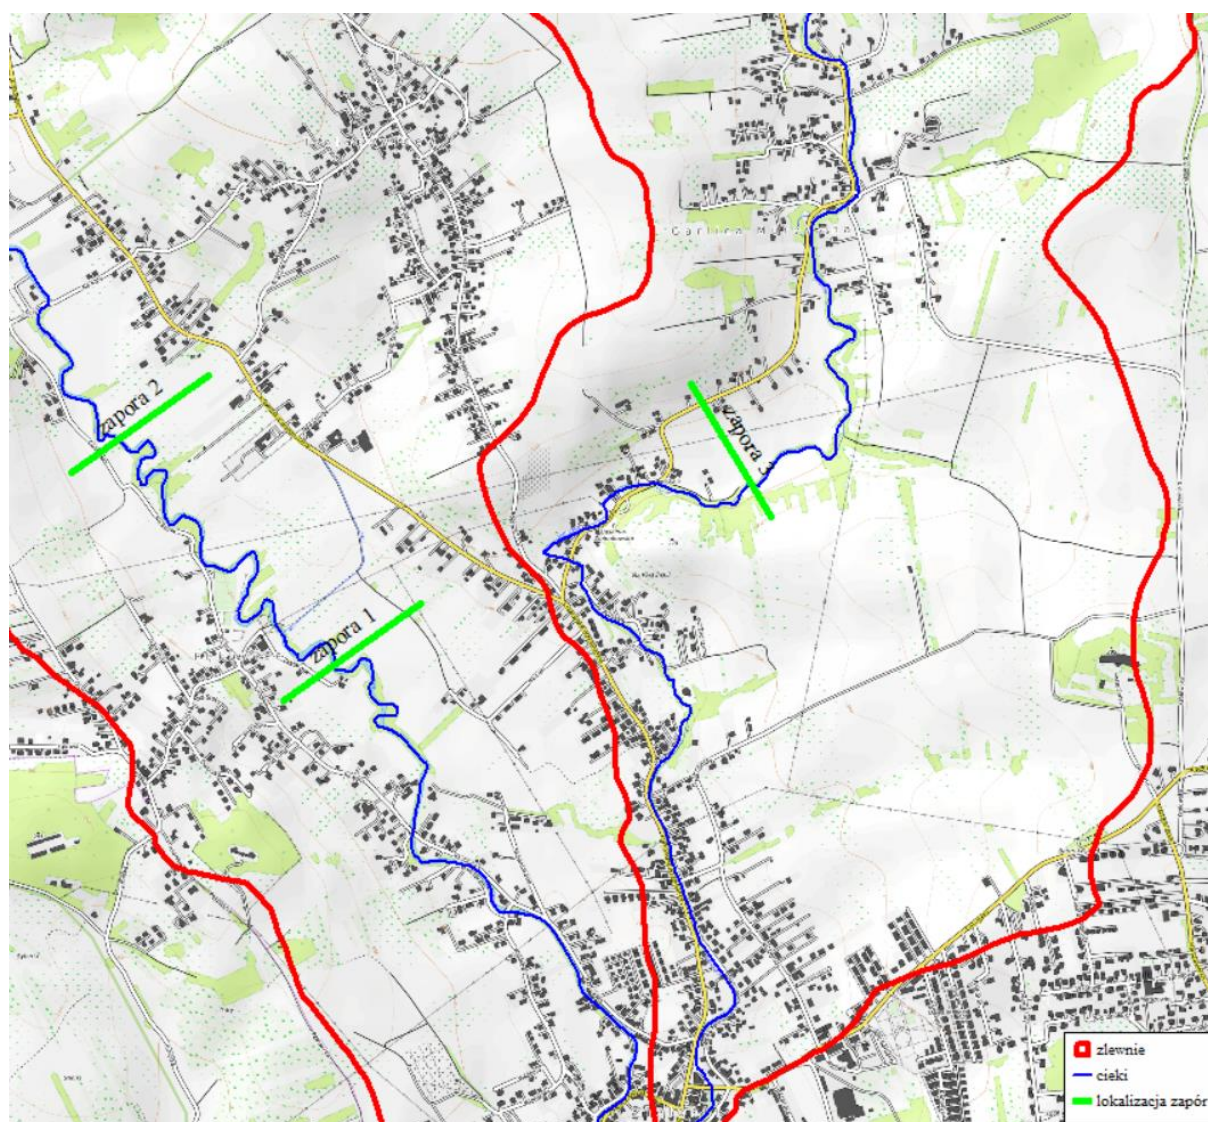 zapora 2
zapora 3
zapora 1
zlewnie
cieki
lokalizacja zapór